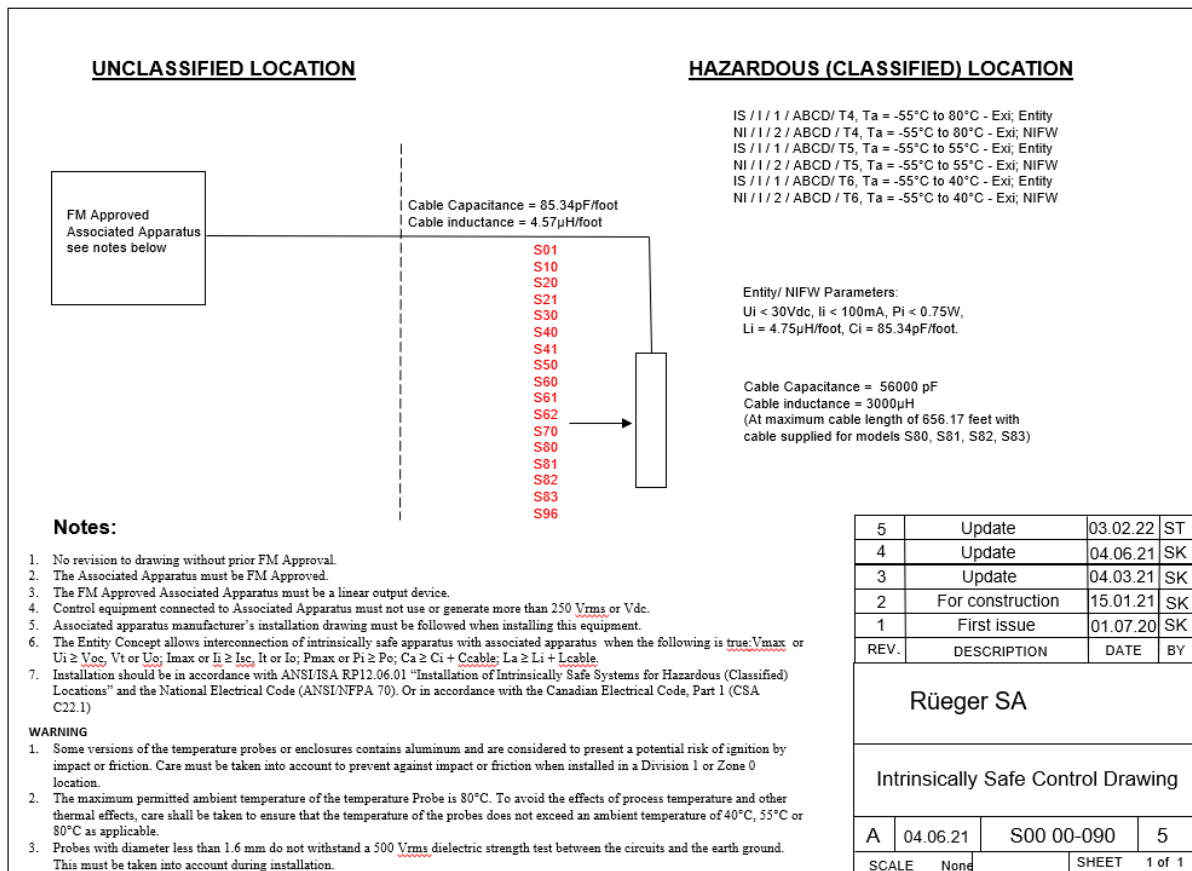 UNCLASSIFIED LOCATION
HAZARDOUS (CLASSIFIED) LOCATION
IS / I / 1 / ABCD/ T4, Ta = -55°C to 80°C - Exi; Entity
NI / I / 2 / ABCD / T4, Ta = -55°C to 80°C - Exi; NIFW
IS / I / 1 / ABCD/ T5, Ta = -55°C to 55°C - Exi; Entity
NI / I / 2 / ABCD / T5, Ta = -55°C to 55°C - Exi; NIFW
IS / I / 1 / ABCD/ T6, Ta = -55°C to 40°C - Exi; Entity
NI / I / 2 / ABCD / T6, Ta = -55°C to 40°C - Exi; NIFW
FM Approved
Associated Apparatus
see notes below
Cable Capacitance = 85.34pF/foot
Cable inductance = 4.57µH/foot
S01
S10
S20
S21
S30
S40
S41
S50
S60
S61
S62
S70
S80
S81
S82
S83
S96
Entity/ NIFW Parameters:
Ui < 30Vdc, Ii < 100mA, Pi < 0.75W,
Li = 4.75µH/foot, Ci = 85.34pF/foot.
Cable Capacitance = 56000 pF
Cable inductance = 3000µH
(At maximum cable length of 656.17 feet with
cable supplied for models S80, S81, S82, S83)
Notes:
1. No revision to drawing without prior FM Approval.
2. The Associated Apparatus must be FM Approved.
3. The FM Approved Associated Apparatus must be a linear output device.
4. Control equipment connected to Associated Apparatus must not use or generate more than 250 Vrms or Vdc.
5. Associated apparatus manufacturer's installation drawing must be followed when installing this equipment.
6. The Entity Concept allows interconnection of intrinsically safe apparatus with associated apparatus when the following is true:Vmax or
Ui ≥ Voc, Vt or Uo; Imax or Ii ≥ Isc, It or Io; Pmax or Pi ≥ Po; Ca ≥ Ci + Ccable; La ≥ Li + Lcable.
7. Installation should be in accordance with ANSI/ISA RP12.06.01 “Installation of Intrinsically Safe Systems for Hazardous (Classified)
Locations” and the National Electrical Code (ANSI/NFPA 70). Or in accordance with the Canadian Electrical Code, Part 1 (CSA
C22.1)
WARNING
1. Some versions of the temperature probes or enclosures contains aluminum and are considered to present a potential risk of ignition by
impact or friction. Care must be taken into account to prevent against impact or friction when installed in a Division 1 or Zone 0
location.
2. The maximum permitted ambient temperature of the temperature Probe is 80°C. To avoid the effects of process temperature and other
thermal effects, care shall be taken to ensure that the temperature of the probes does not exceed an ambient temperature of 40°C, 55°C or
80°C as applicable.
3. Probes with diameter less than 1.6 mm do not withstand a 500 Vrms dielectric strength test between the circuits and the earth ground.
This must be taken into account during installation.
5 Update 03.02.22 ST
4 Update 04.06.21 SK
3 Update 04.03.21 SK
2 For construction 15.01.21 SK
1 First issue 01.07.20 SK
REV. DESCRIPTION DATE BY
Rüeger SA
Intrinsically Safe Control Drawing
A 04.06.21 S00 00-090 5
SCALE None SHEET 1 of 1